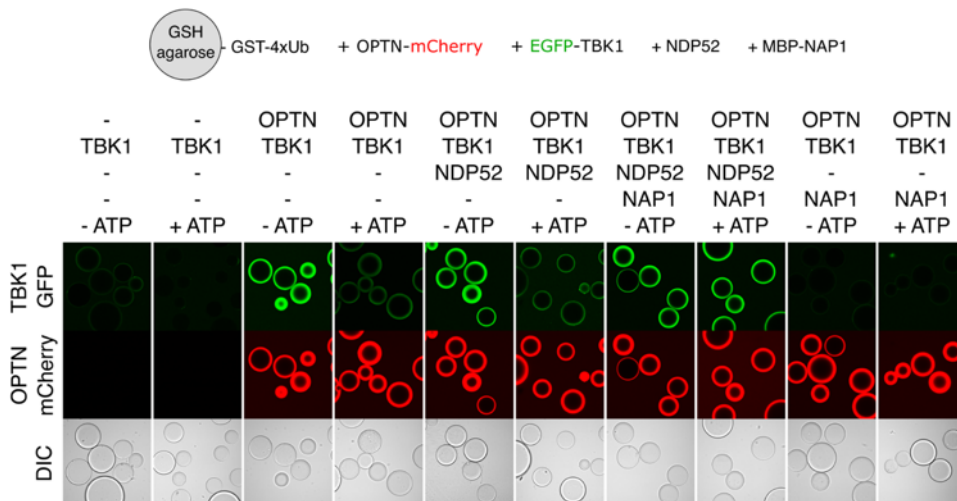 GSH
agarose
- GST-4xUb + OPTN-mCherry + EGFP-TBK1 + NDP52 + MBP-NAP1
- - OPTN OPTN OPTN OPTN OPTN OPTN OPTN OPTN
TBK1 TBK1 TBK1 TBK1 TBK1 TBK1 TBK1 TBK1 TBK1 TBK1
- - - - NDP52 NDP52 NDP52 NDP52 - -
- - - - - - NAP1 NAP1 NAP1 NAP1
- ATP + ATP - ATP + ATP - ATP + ATP - ATP + ATP - ATP + ATP
TBK1
GFP
OPTN
mCherry
DIC